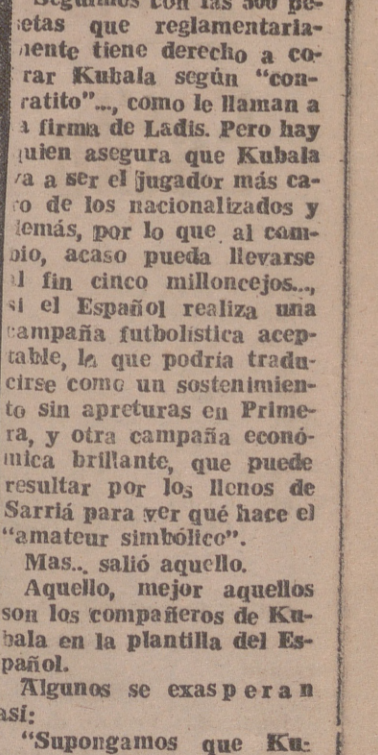 Seguimos con las 500 pe-
setas que reglamentaria-
mente tiene derecho a co-
rar Kubala según "con-
ratito"..., como le llaman a
a firma de Ladis. Pero hay
quien asegura que Kubala
va a ser el jugador más ca-
ro de los nacionalizados y
demás, por lo que al cam-
bio, acaso pueda llevarse
al fin cinco milloncejos...,
si el Español realiza una
campaña futbolística acep-
table, la que podría tradu-
cirse como un sostenimien-
to sin apreturas en Prime-
ra, y otra campaña econó-
mica brillante, que puede
resultar por los llenos de
Sarriá para ver qué hace el
"amateur simbólico".
Mas... salió aquello.
Aquello, mejor aquellos
son los compañeros de Ku-
bala en la plantilla del Es-
pañol.
Algunos se exasperan
así:
"Supongamos que Ku-